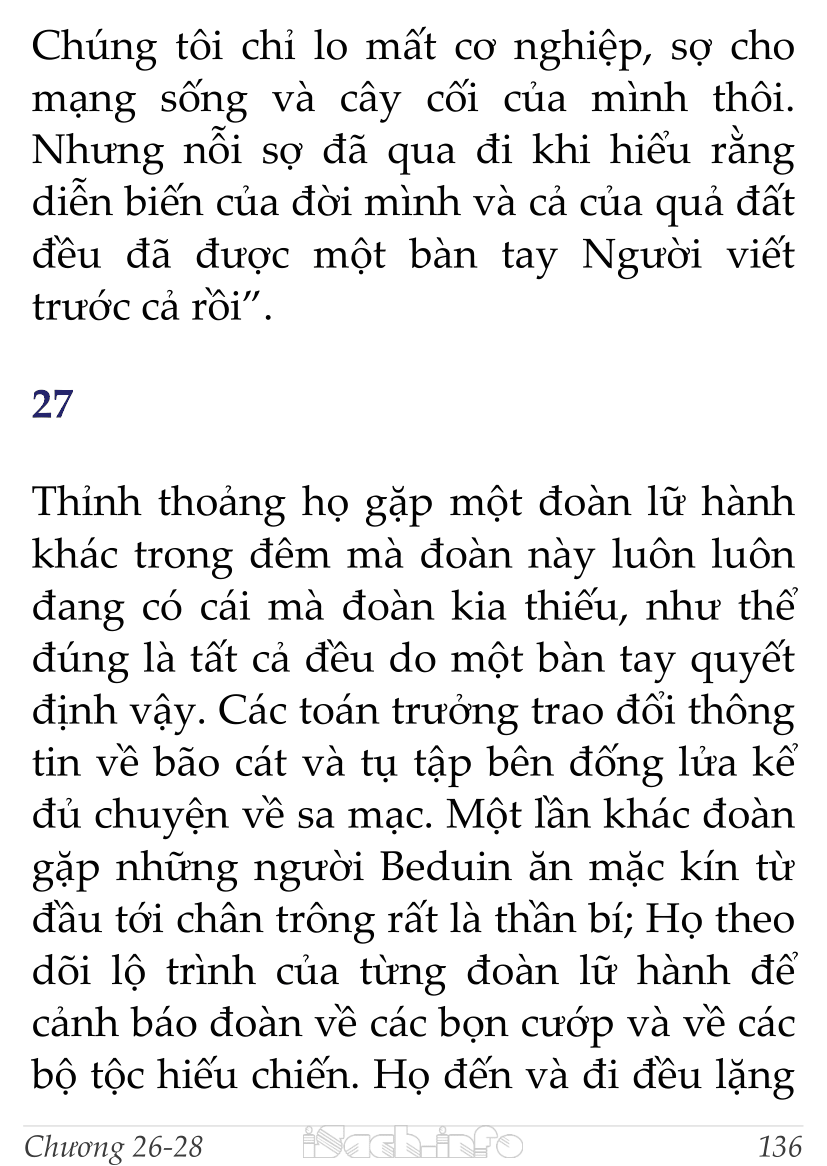 Chúng tôi chỉ lo mất cơ nghiệp, sợ cho
mạng sống và cây cối của mình thôi.
Nhưng nỗi sợ đã qua đi khi hiểu rằng
diễn biến của đời mình và cả của quả đất
đều đã được một bàn tay Người viết
trước cả rồi”.
27
Thỉnh thoảng họ gặp một đoàn lữ hành
khác trong đêm mà đoàn này luôn luôn
đang có cái mà đoàn kia thiếu, như thể
đúng là tất cả đều do một bàn tay quyết
định vậy. Các toán trưởng trao đổi thông
tin về bão cát và tụ tập bên đống lửa kể
đủ chuyện về sa mạc. Một lần khác đoàn
gặp những người Beduin ăn mặc kín từ
đầu tới chân trông rất là thần bí; Họ theo
dõi lộ trình của từng đoàn lữ hành để
cảnh báo đoàn về các bọn cướp và về các
bộ tộc hiếu chiến. Họ đến và đi đều lặng
Chương 26-28 iSach.info 136